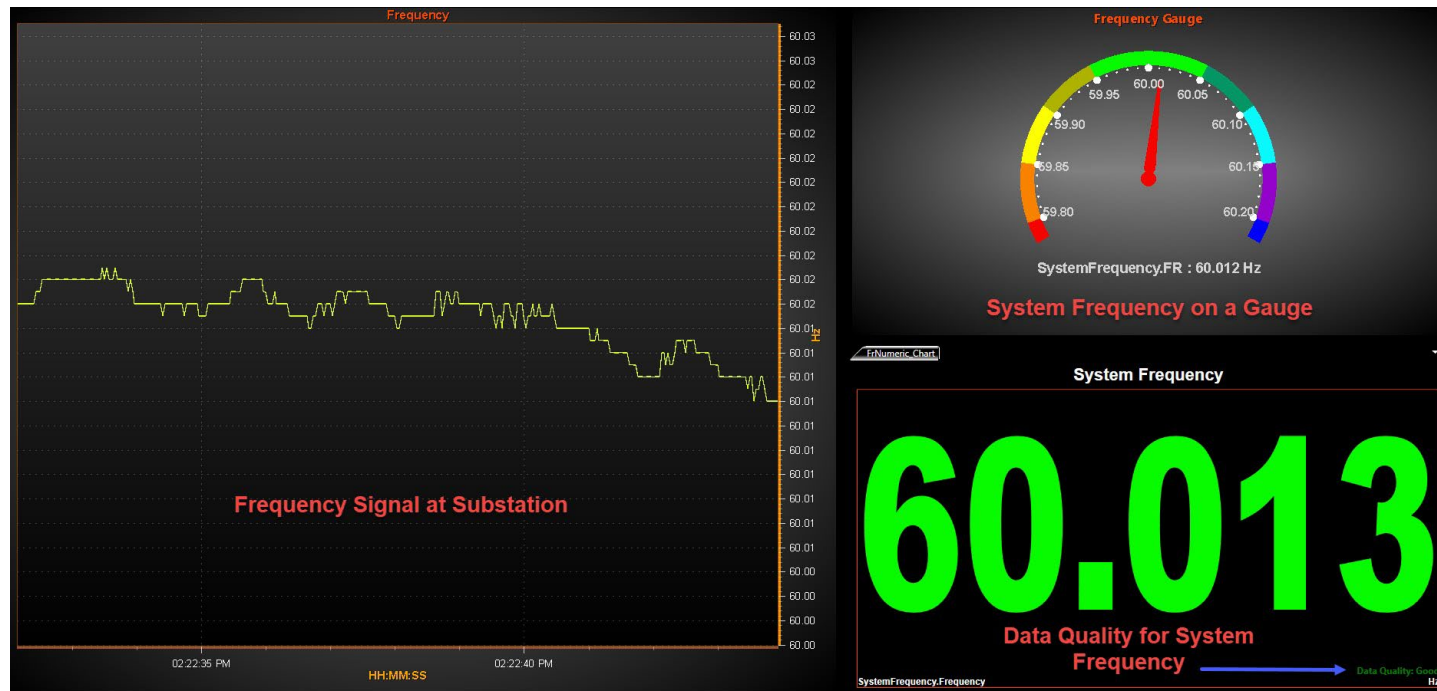 Frequency
60.03
60.03
60.02
60.02
60.02
60.02
60.02
60.02
60.02
60.02
60.02
60.02
60.01
60.01
60.01
60.01
60.01
60.01
60.01
60.01
60.01
60.01
60.00
60.00
60.00
60.00
Hz
Frequency Signal at Substation
02:22:35 PM
02:22:40 PM
HH:MM:SS
Frequency Gauge
59.80
59.85
59.90
59.95
60.00
60.05
60.10
60.15
60.20
SystemFrequency.FR : 60.012 Hz
System Frequency on a Gauge
FrNumeric_Chart
System Frequency
60.013
Data Quality for System
Frequency
Data Quality: Good
SystemFrequency.Frequency
Hz